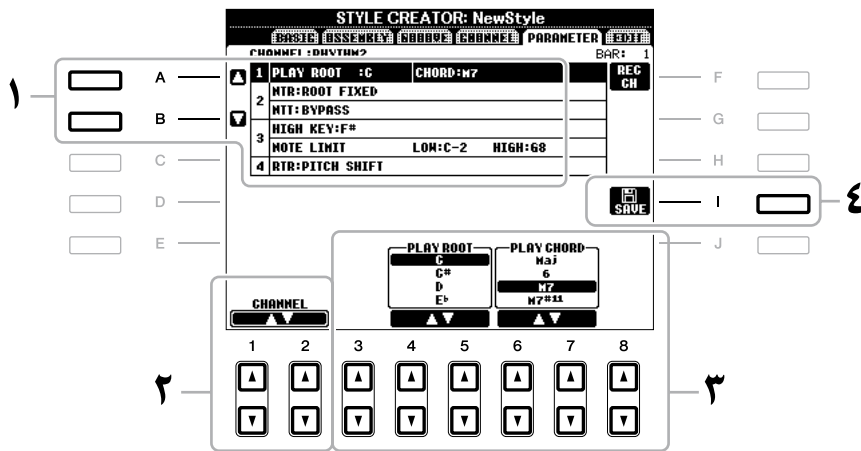 STYLE CREATOR: NewStyle
BASIC ASSEMBLY GROOVE CHANNEL PARAMETER EDIT
CHANNEL :RHYTHM2 BAR: 1
A 1 PLAY ROOT :C CHORD:M7 REC CH F
2 NTR:ROOT FIXED
B NTT:BYPASS G
3 HIGH KEY:F#
C NOTE LIMIT LOW:C-2 HIGH:G8 H
4 RTR:PITCH SHIFT
١
D SAVE I ٤
E J
PLAY ROOT PLAY CHORD
C Maj
C# 6
D M7
E♭ M7#11
CHANNEL
1 2 3 4 5 6 7 8
٢ ٣